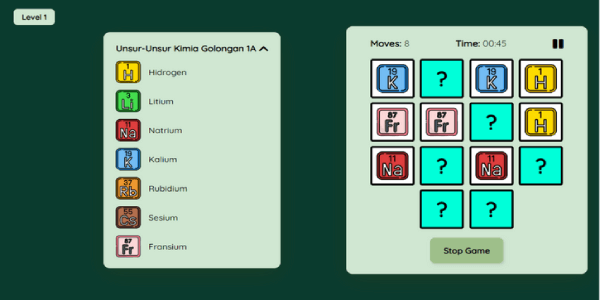 Level 1
Unsur-Unsur Kimia Golongan 1A
1 H Hidrogen
3 Li Litium
11 Na Natrium
19 K Kalium
37 Rb Rubidium
55 Cs Sesium
87 Fr Fransium
Moves: 8 Time: 00:45
19 K ? 19 K 1 H
87 Fr 87 Fr ? 1 H
11 Na ? 11 Na ?
? ?
Stop Game